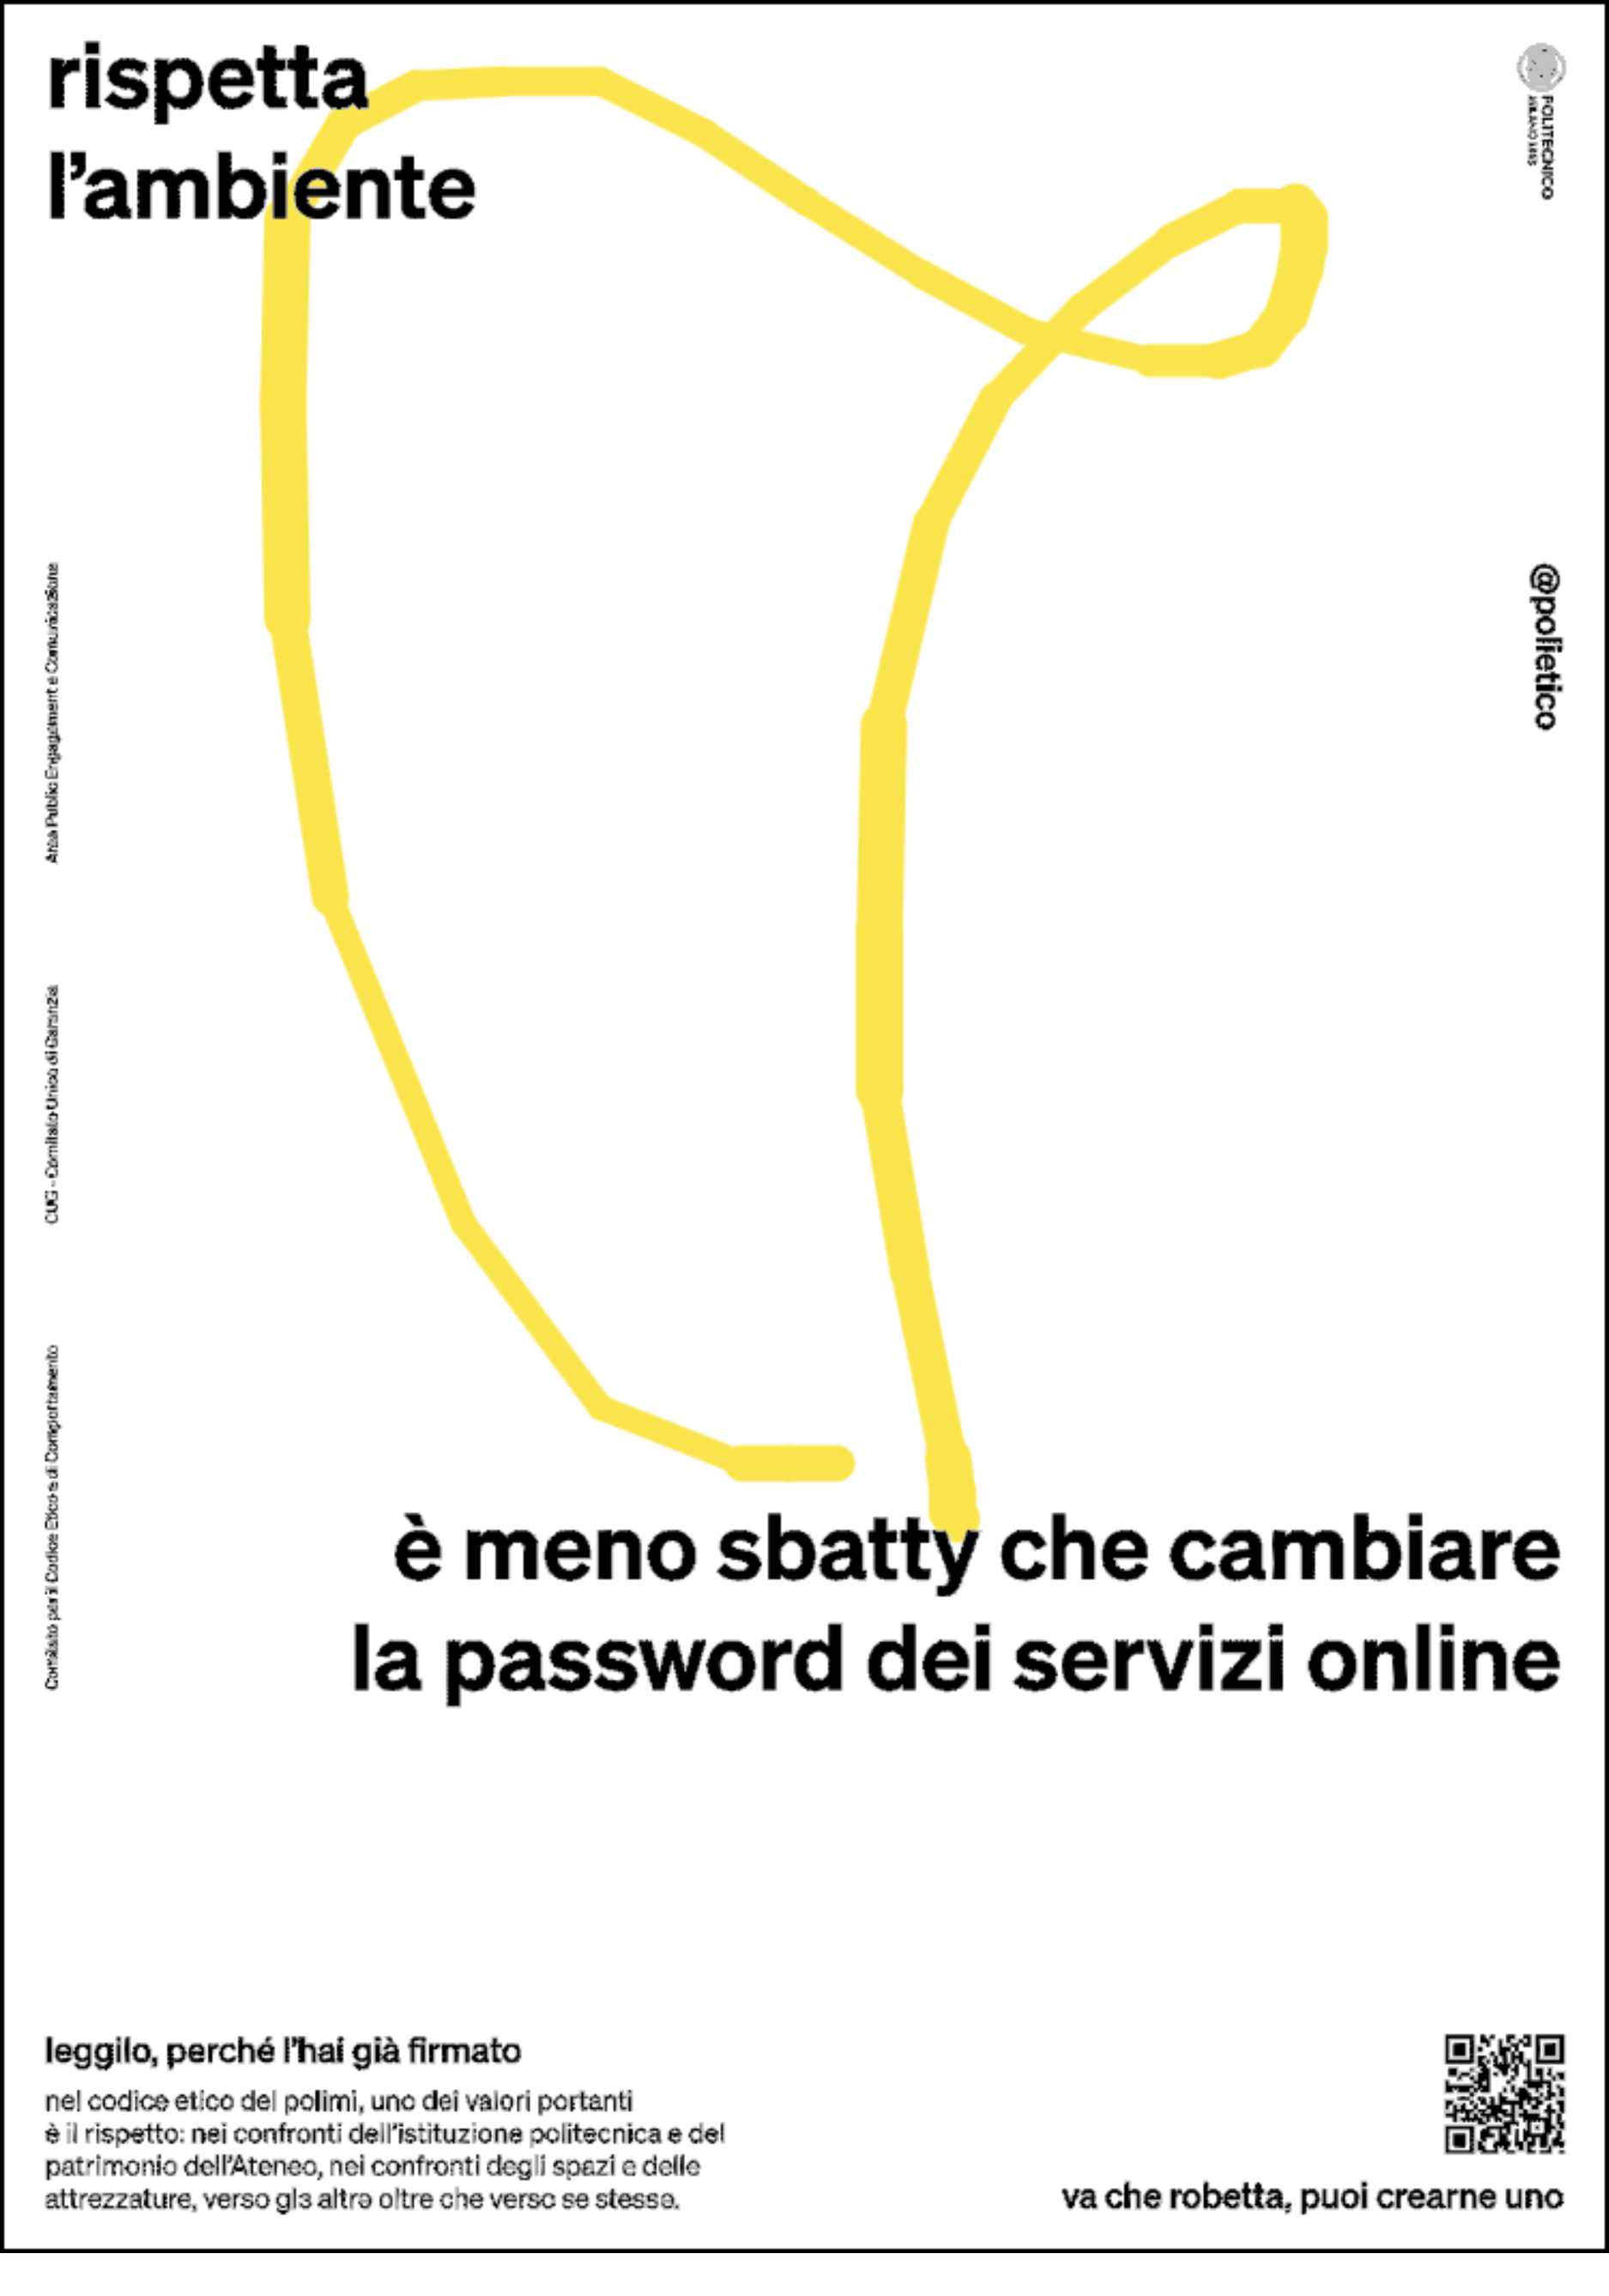 rispetta
l'ambiente
POLITECNICO
MILANO 1863
@polietico
Area Public Engagement e Comunicazione
CUG - Comitato Unico di Garanzia
Comitato per il Codice Etico e di Comportamento
è meno sbatty che cambiare
la password dei servizi online
leggilo, perché l'hai già firmato
nel codice etico del polimi, uno dei valori portanti
è il rispetto: nei confronti dell'istituzione politecnica e del
patrimonio dell'Ateneo, nei confronti degli spazi e delle
attrezzature, verso glɜ altrə oltre che verso se stessə.
va che robetta, puoi crearne uno